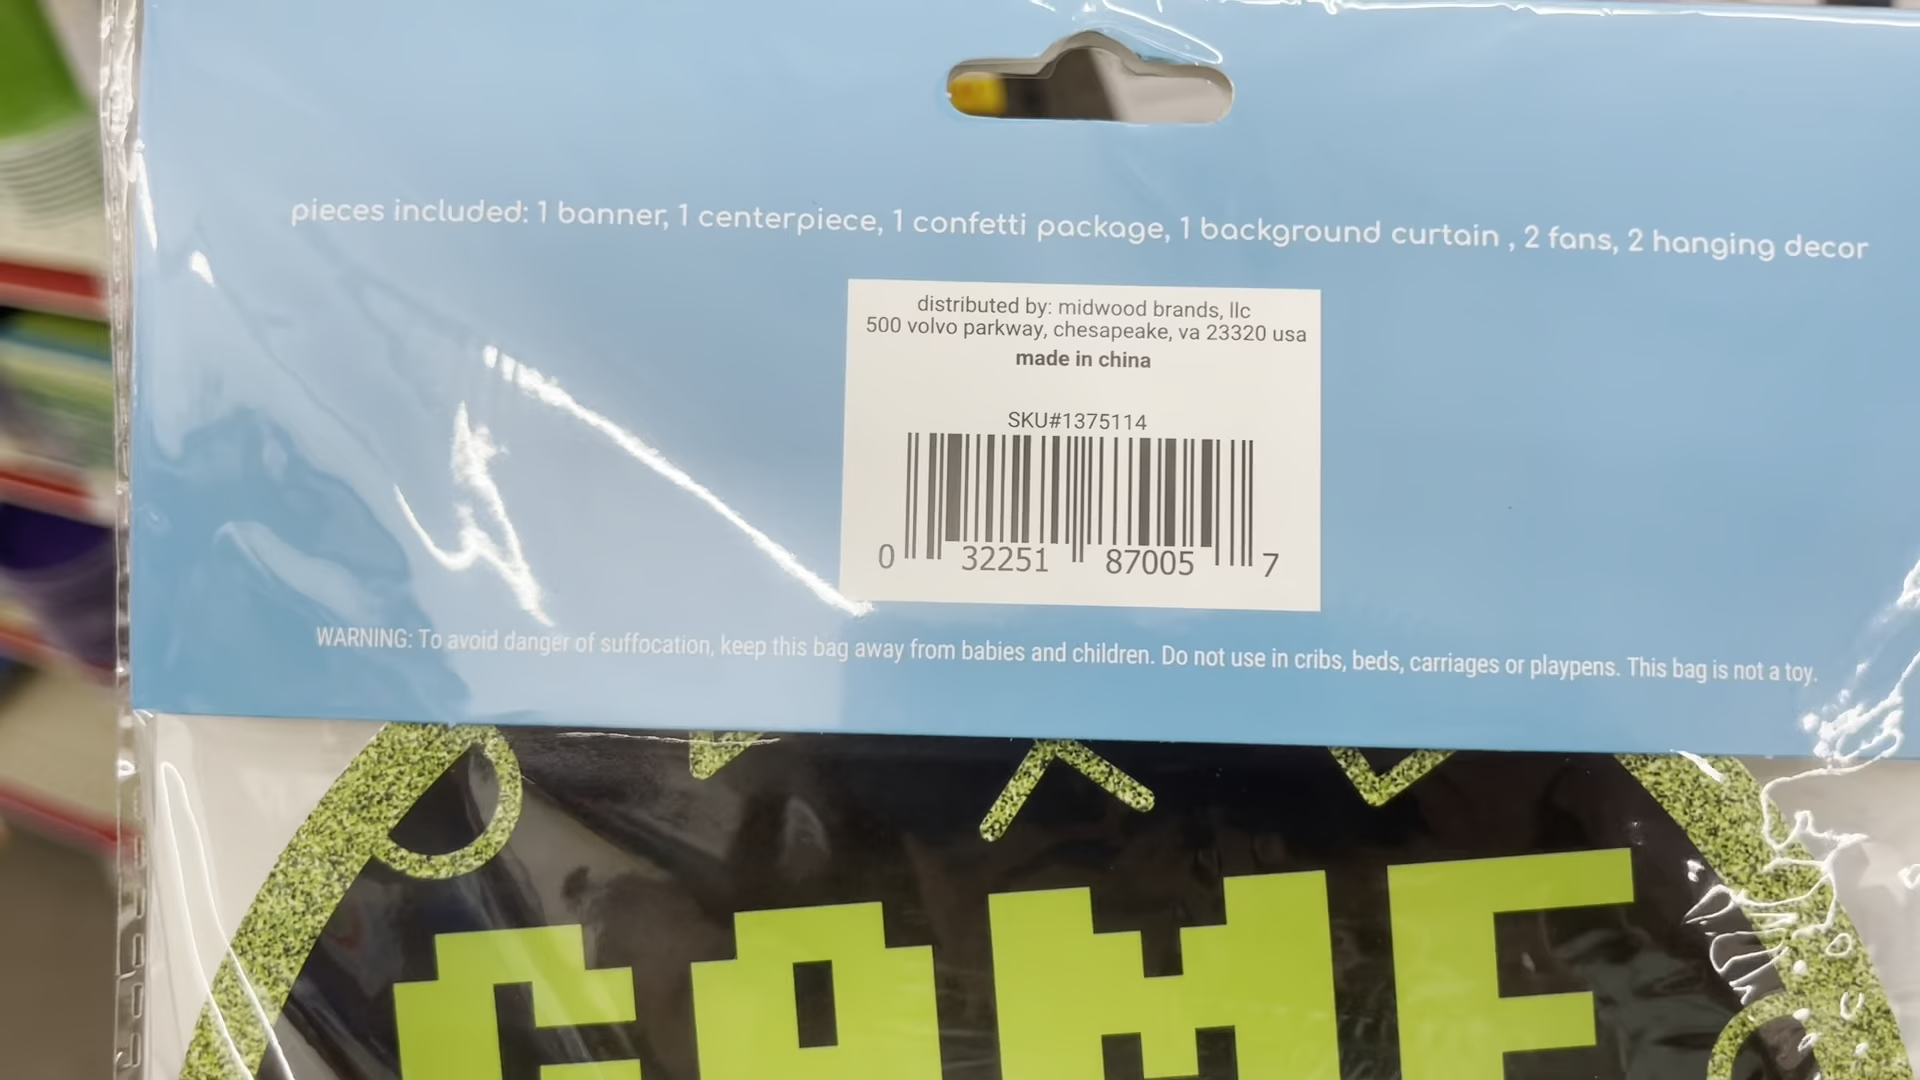 pieces included: 1 banner, 1 centerpiece, 1 confetti package, 1 background curtain , 2 fans, 2 hanging decor
distributed by: midwood brands, llc
500 volvo parkway, chesapeake, va 23320 usa
made in china
SKU#1375114
0 32251 87005 7
WARNING: To avoid danger of suffocation, keep this bag away from babies and children. Do not use in cribs, beds, carriages or playpens. This bag is not a toy.
GAME